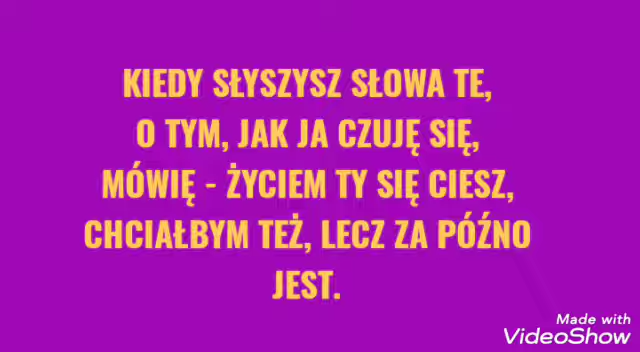 KIEDY SŁYSZYSZ SŁOWA TE,
O TYM, JAK JA CZUJĘ SIĘ,
MÓWIĘ - ŻYCIEM TY SIĘ CIESZ,
CHCIAŁBYM TEŻ, LECZ ZA PÓŹNO
JEST.
Made with
VideoShow